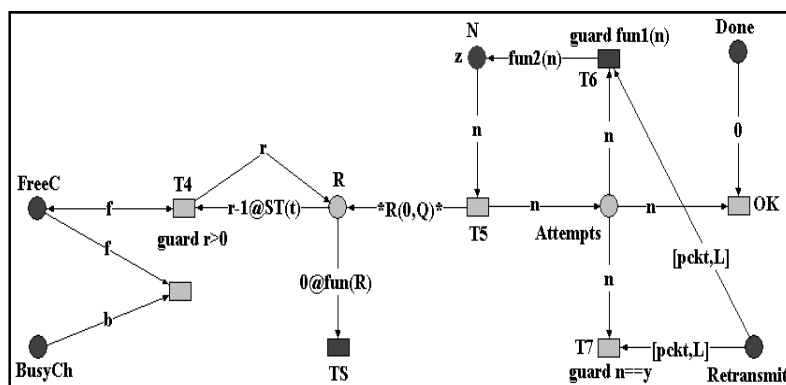 N
guard fun1(n)
Done
z
fun2(n)
T6
n
n
0
r
FreeC
T4
R
f
r-1@ST(t)
*R(0,Q)*
n
n
OK
guard r>0
T5
Attempts
f
[pckt,L]
0@fun(R)
n
b
T7
[pckt,L]
BusyCh
TS
guard n==y
Retransmit